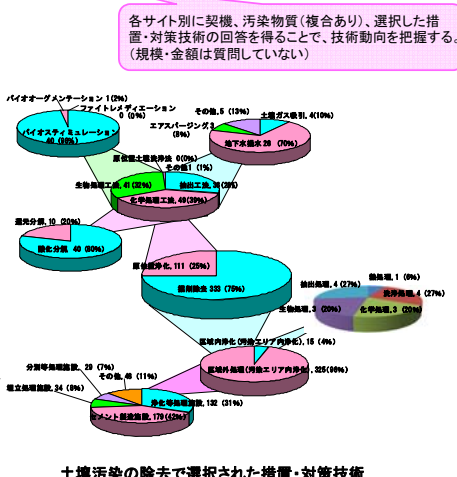 各サイト別に契機、汚染物質(複合あり)、選択した措
置・対策技術の回答を得ることで、技術動向を把握する。
(規模・金額は質問していない)
バイオオーグメンテーション 1(2%)
ファイトレメディエーション
0 (0%)
バイオスティミュレーション
40 (98%)
その他, 5 (13%)
土壌ガス吸引, 4(10%)
エアスパージング, 3
(8%)
地下水揚水 26 (70%)
原位置土壌洗浄法 0(0%)
その他1 (1%)
生物処理工法, 41(32%)
抽出工法, 38(28%)
化学処理工法, 49(39%)
還元分解, 10 (20%)
酸化分解, 40 (80%)
原位置浄化, 111 (25%)
掘削除去 333 (75%)
抽出処理, 4 (27%)
熱処理, 1 (6%)
洗浄処理, 4 (27%)
生物処理, 3 (20%)
化学処理, 3 (20%)
区域内浄化(汚染エリア内浄化), 15 (4%)
区域外処理(汚染エリア内浄化), 325(96%)
分別等処理施設, 29 (7%)
その他, 46 (11%)
埋立処理施設, 34 (8%)
浄化等処理施設, 132 (31%)
セメント製造施設, 179(42%)
土壌汚染の除去で選択された措置・対策技術